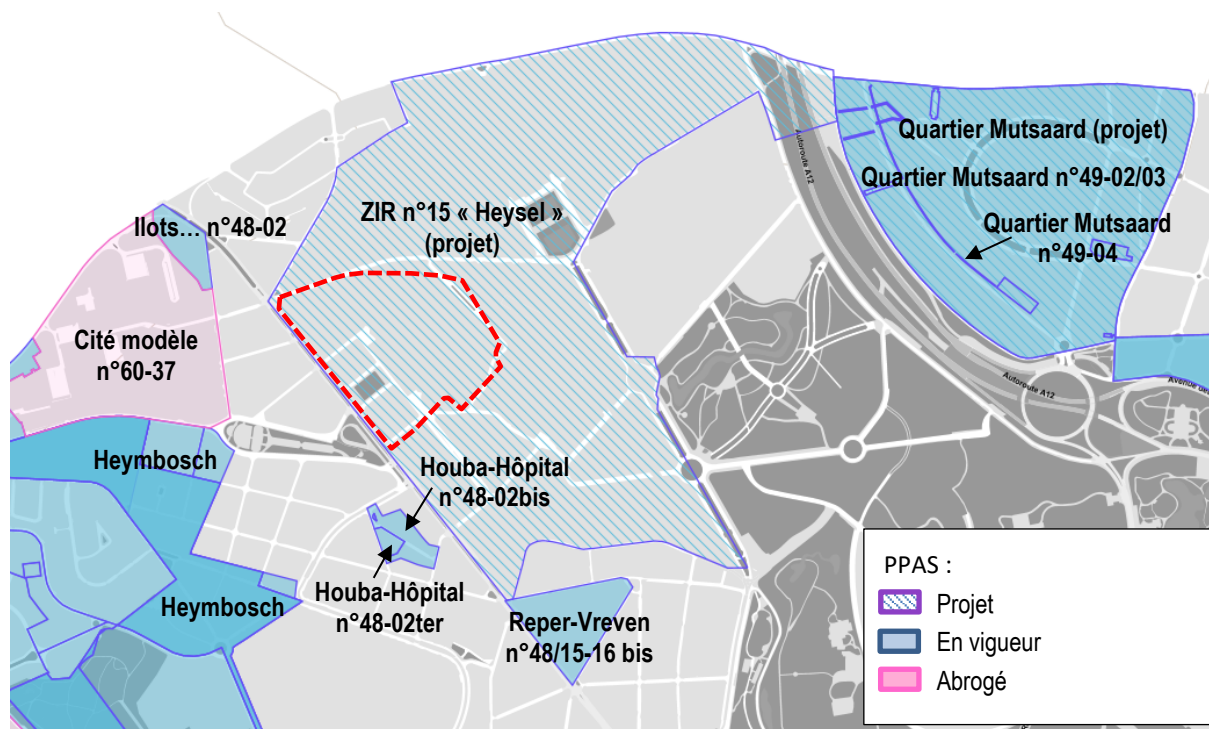 Autoroute A12
Quartier Mutsaard (projet)
Quartier Mutsaard n°49-02/03
Quartier Mutsaard
n°49-04
ZIR n°15 « Heysel »
(projet)
Ilots… n°48-02
Cité modèle
n°60-37
Autoroute A12
Avenue des
Heymbosch
Houba-Hôpital
n°48-02bis
Heymbosch
Houba-Hôpital
n°48-02ter
Reper-Vreven
n°48/15-16 bis
PPAS :
Projet
En vigueur
Abrogé